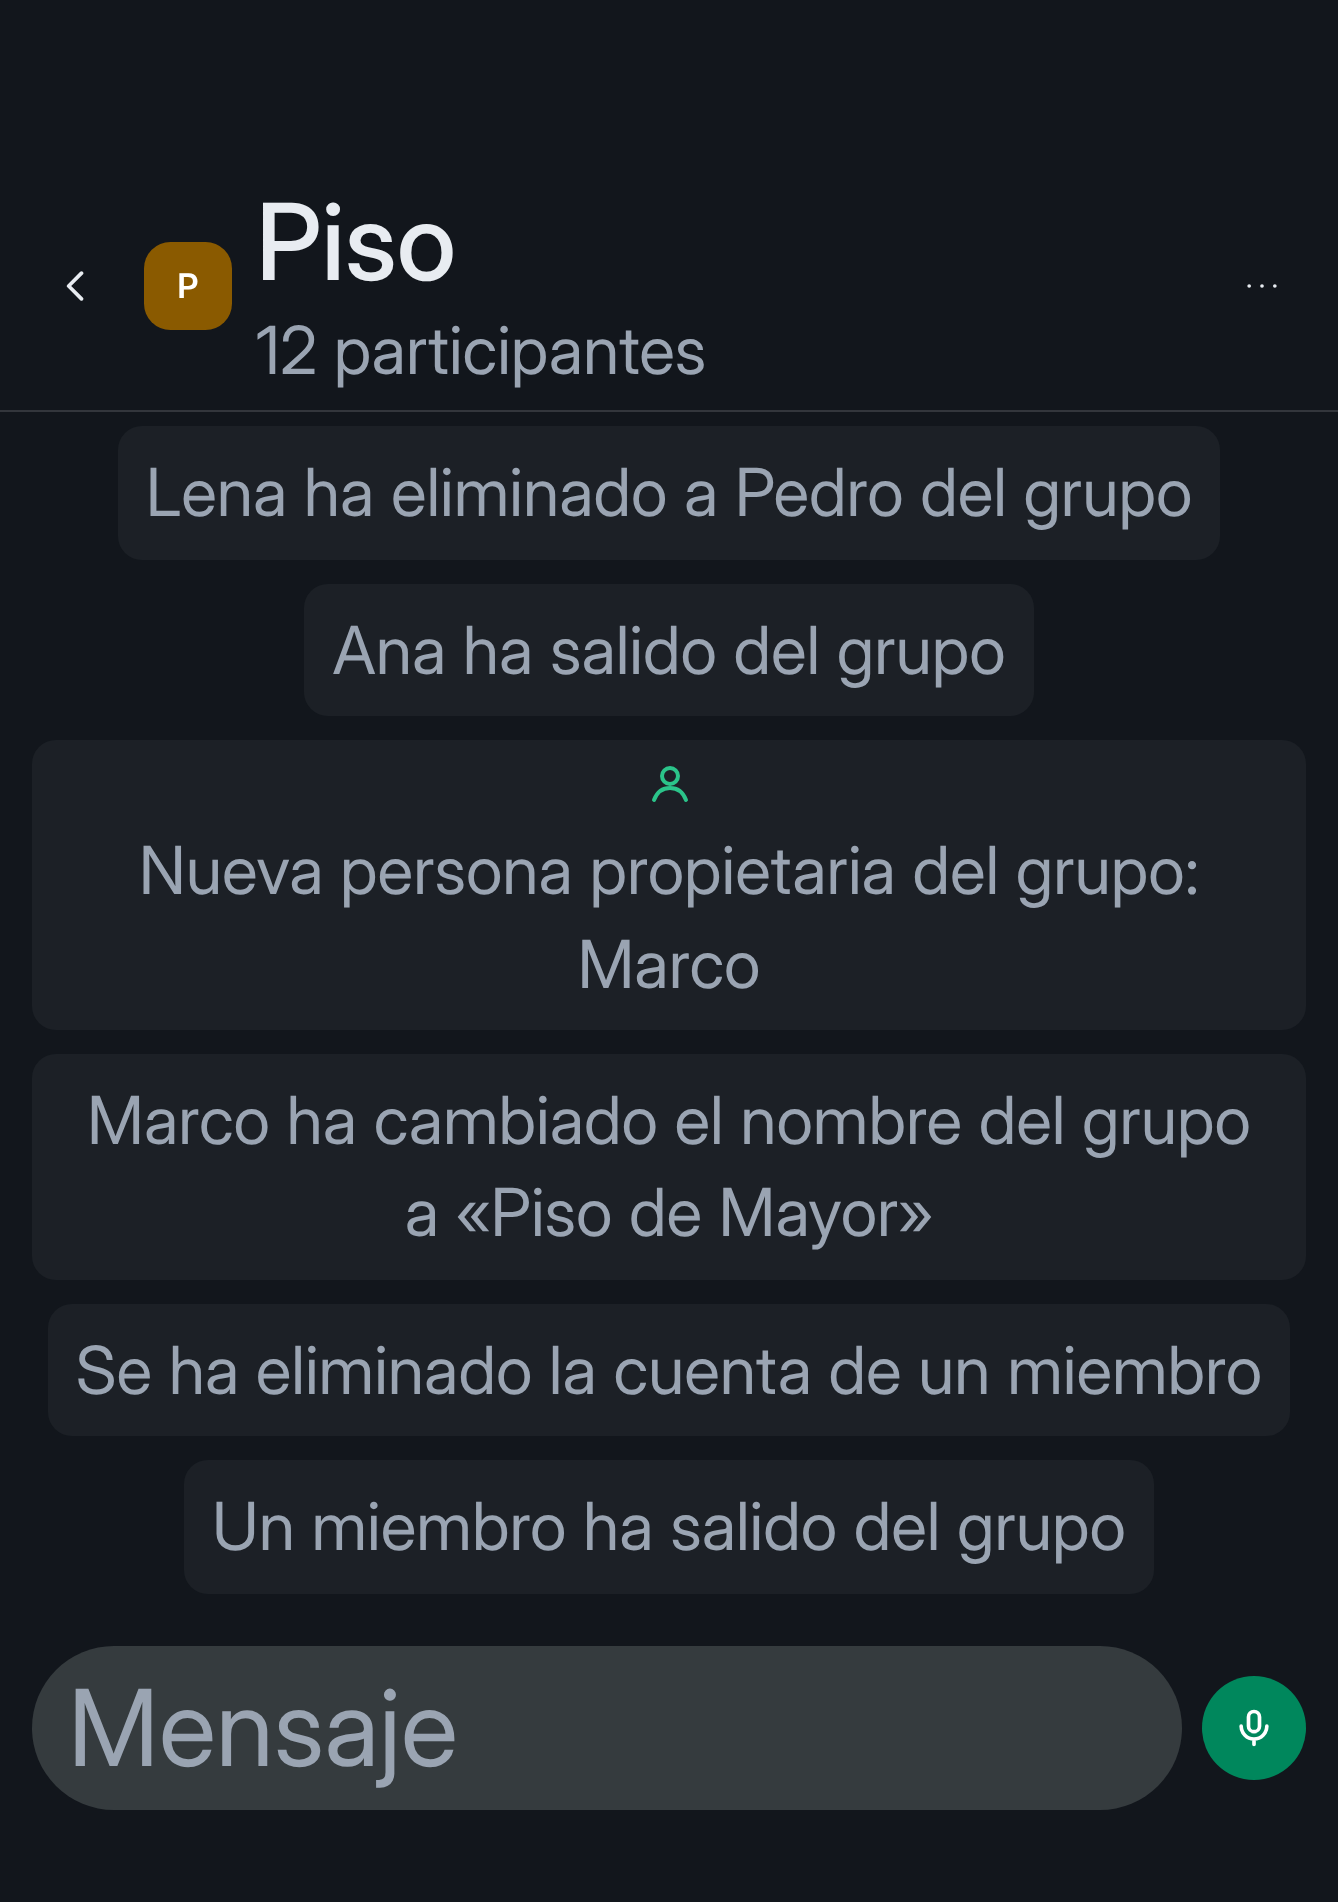 Piso
P
12 participantes
Lena ha eliminado a Pedro del grupo
Ana ha salido del grupo
Nueva persona propietaria del grupo:
Marco
Marco ha cambiado el nombre del grupo
a «Piso de Mayor»
Se ha eliminado la cuenta de un miembro
Un miembro ha salido del grupo
Mensaje